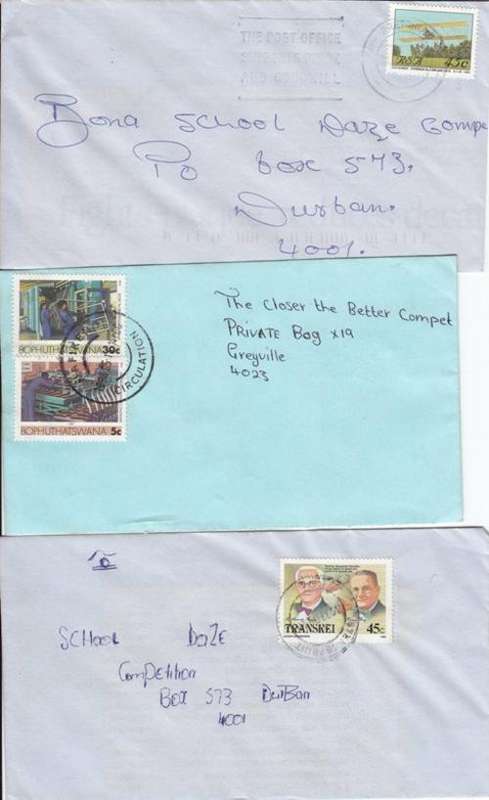 THE POST OFFICE
RSA 45c
Bona School Daze Compe
Po Box 573.
Durban.
4001.
BOPHUTHATSWANA 30c
BOPHUTHATSWANA 5c
CIRCULATION
The Closer the Better Compet
PRIVATE Bag X19
Greyville
4023
To
TRANSKEI 45c
SCHOOL DAZE
Competition
Box 573 Durban
4001